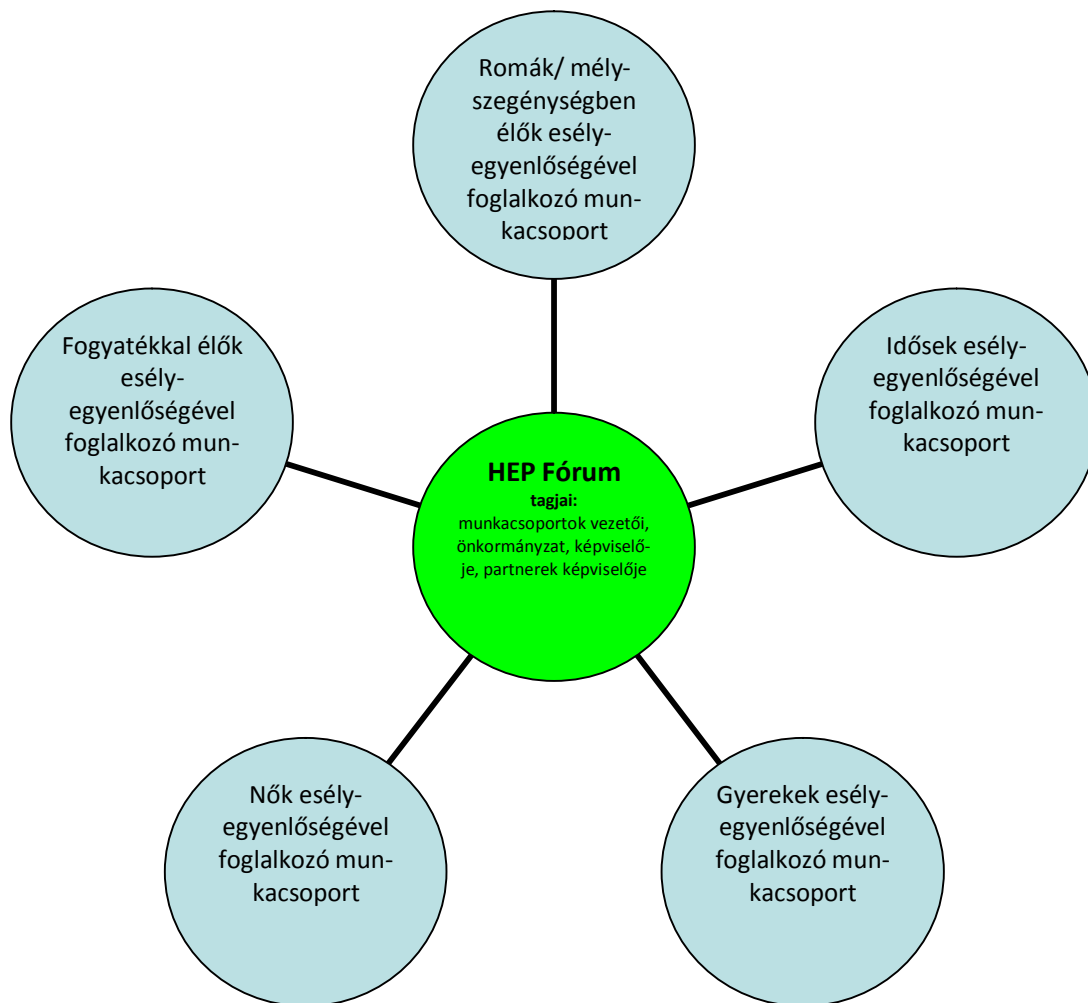 Romák/ mély-
szegénységben
élők esély-
egyenlőségével
foglalkozó mun-
kacsoport
Fogyatékkal élők
esély-
egyenlőségével
foglalkozó mun-
kacsoport
Idősek esély-
egyenlőségével
foglalkozó mun-
kacsoport
HEP Fórum
tagjai:
munkacsoportok vezetői,
önkormányzat, képviselő-
je, partnerek képviselője
Nők esély-
egyenlőségével
foglalkozó mun-
kacsoport
Gyerekek esély-
egyenlőségével
foglalkozó mun-
kacsoport